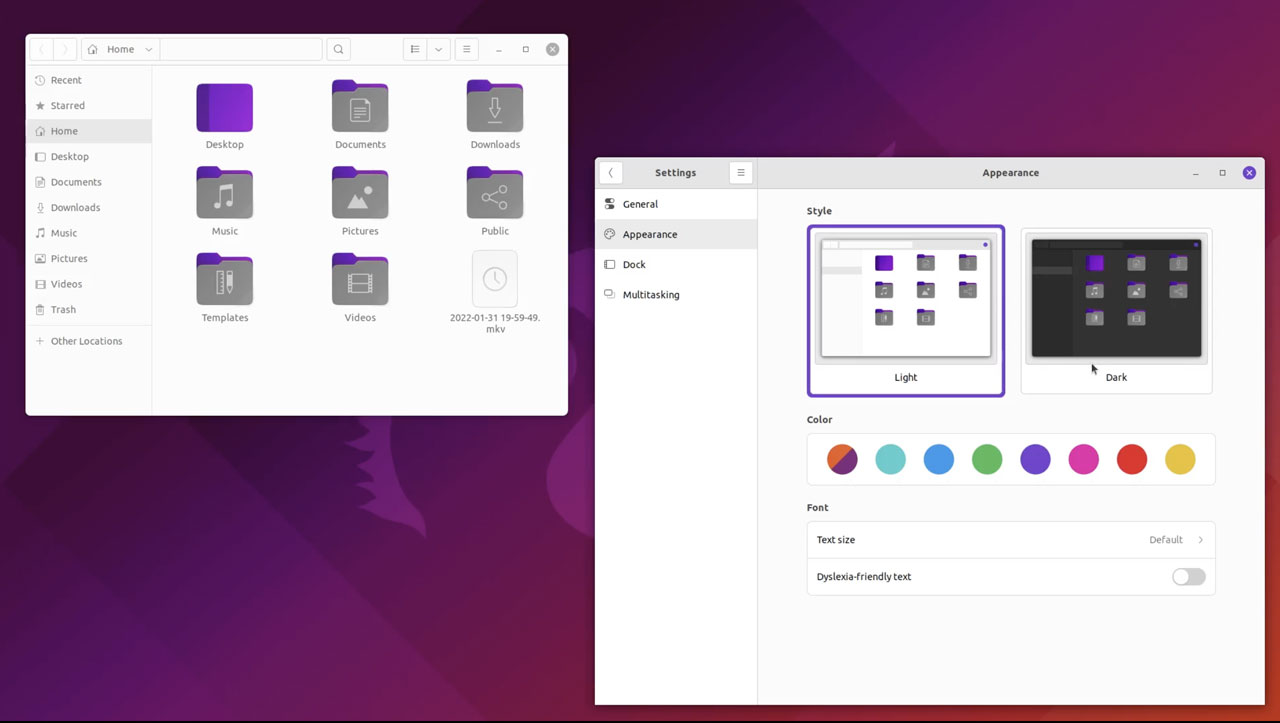 Home
Recent
Starred
Home
Desktop
Documents
Downloads
Music
Pictures
Videos
Trash
Other Locations
Desktop
Documents
Downloads
Music
Pictures
Public
Templates
Videos
2022-01-31 19-59-49.
mkv
Settings
General
Appearance
Dock
Multitasking
Appearance
Style
Light
Dark
Color
Font
Text size
Default
Dyslexia-friendly text